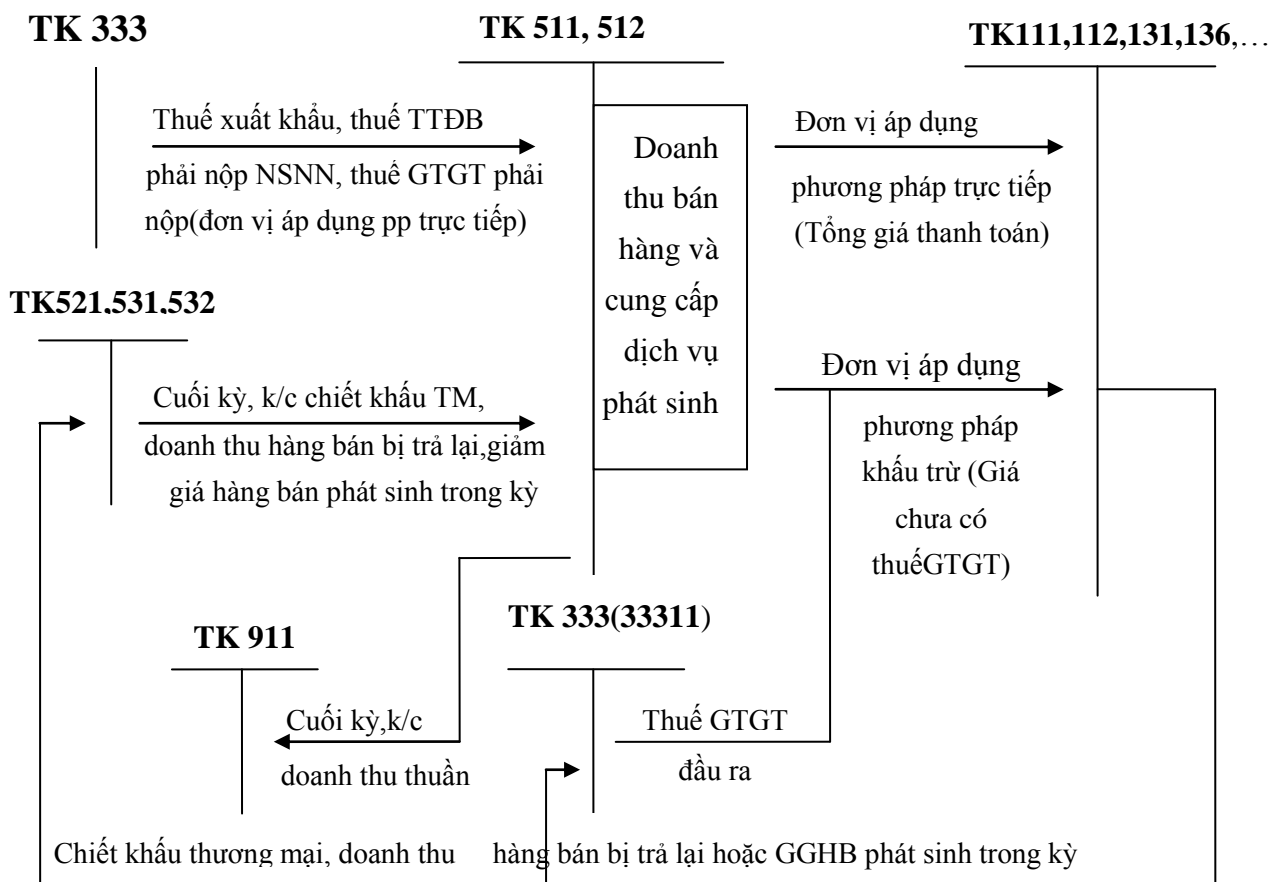 TK 333
TK 511, 512
TK111,112,131,136,…
Thuế xuất khẩu, thuế TTĐB
phải nộp NSNN, thuế GTGT phải
nộp(đơn vị áp dụng pp trực tiếp)
Doanh
thu bán
hàng và
cung cấp
dịch vụ
phát sinh
Đơn vị áp dụng
phương pháp trực tiếp
(Tổng giá thanh toán)
TK521,531,532
Cuối kỳ, k/c chiết khấu TM,
doanh thu hàng bán bị trả lại,giảm
giá hàng bán phát sinh trong kỳ
Đơn vị áp dụng
phương pháp
khấu trừ (Giá
chưa có
thuếGTGT)
TK 911
TK 333(33311)
Cuối kỳ,k/c
doanh thu thuần
Thuế GTGT
đầu ra
Chiết khấu thương mại, doanh thu hàng bán bị trả lại hoặc GGHB phát sinh trong kỳ